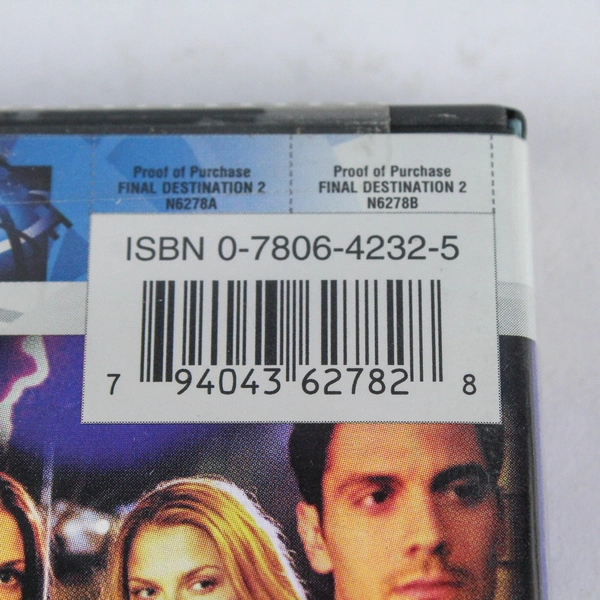 Proof of Purchase
FINAL DESTINATION 2
N6278A
Proof of Purchase
FINAL DESTINATION 2
N6278B
ISBN 0-7806-4232-5
7 94043 62782 8